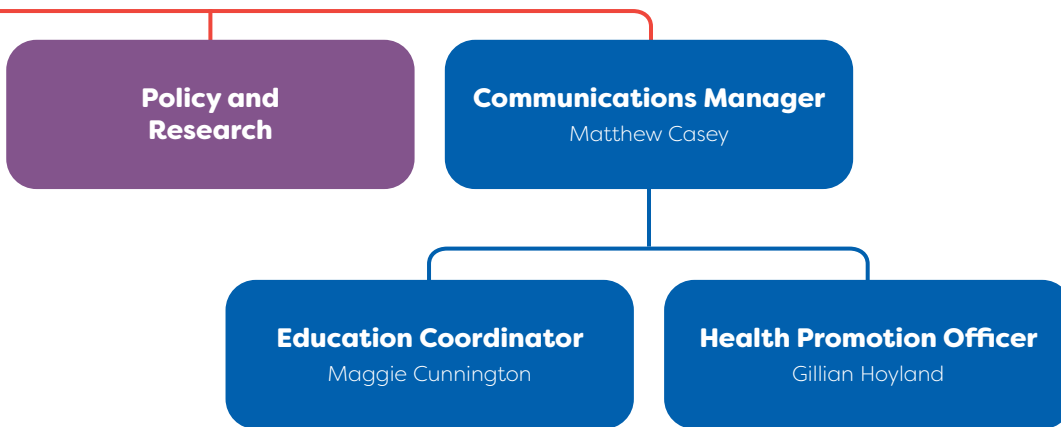 Policy and
Research
Communications Manager
Matthew Casey
Education Coordinator
Maggie Cunnington
Health Promotion Officer
Gillian Hoyland